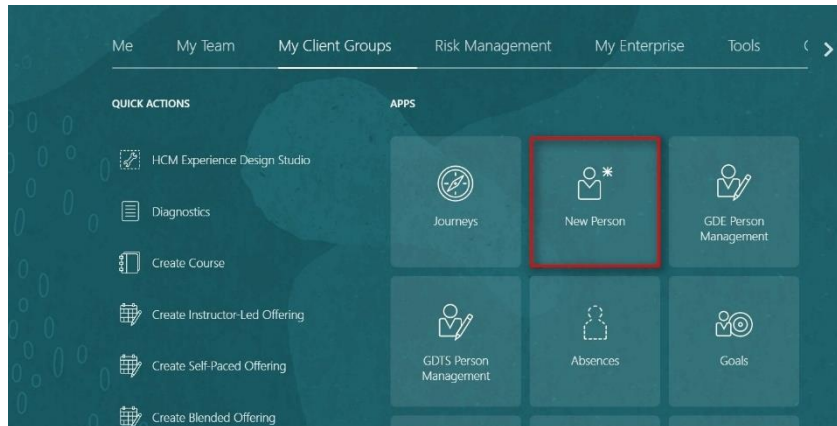 Me My Team My Client Groups Risk Management My Enterprise Tools
QUICK ACTIONS
HCM Experience Design Studio
Diagnostics
Create Course
Create Instructor-Led Offering
Create Self-Paced Offering
Create Blended Offering
APPS
Journeys
New Person
GDE Person
Management
GDTS Person
Management
Absences
Goals